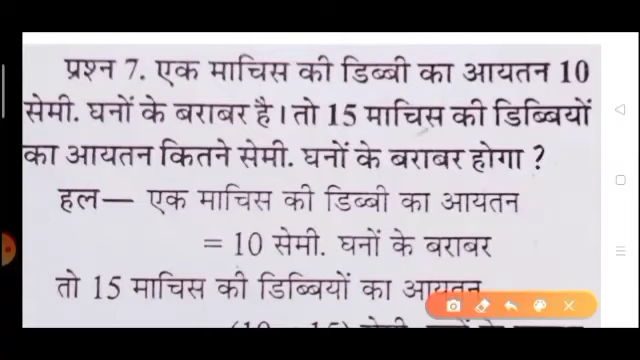 प्रश्न 7. एक माचिस की डिब्बी का आयतन 10
सेमी. घनों के बराबर है। तो 15 माचिस की डिब्बियों
का आयतन कितने सेमी. घनों के बराबर होगा ?
हल— एक माचिस की डिब्बी का आयतन
= 10 सेमी. घनों के बराबर
तो 15 माचिस की डिब्बियों का आयतन